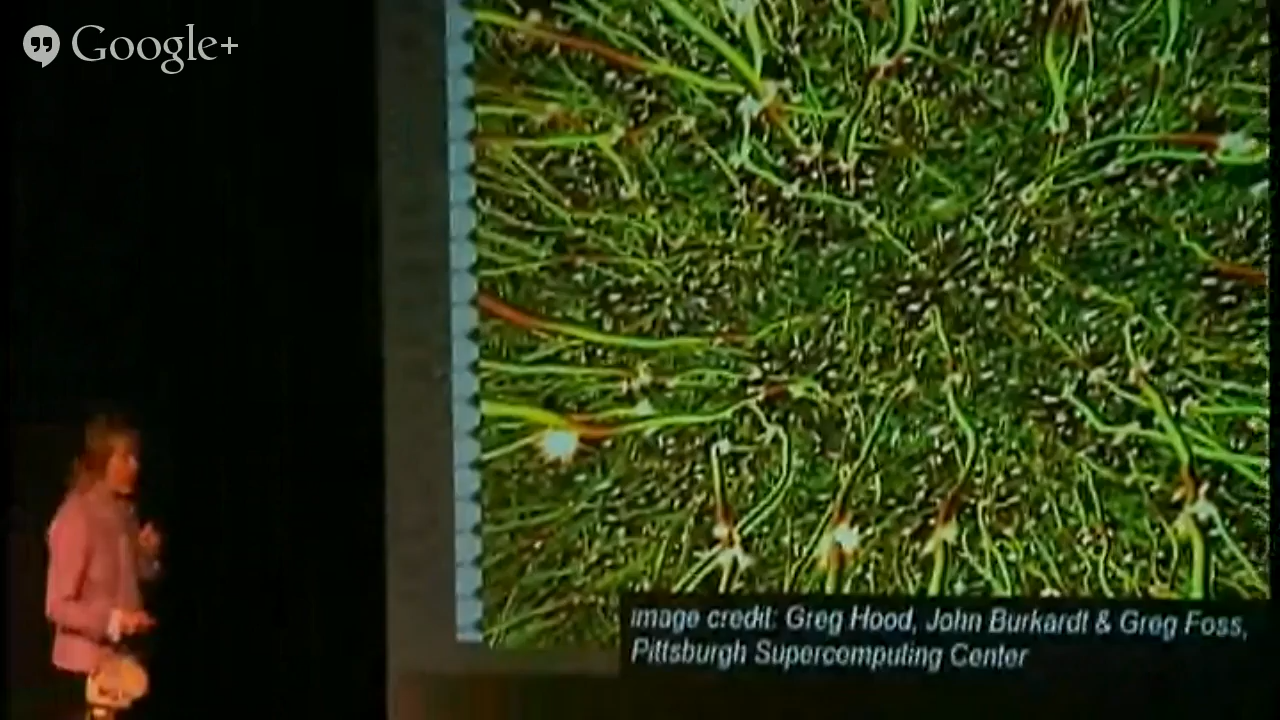 Google+
image credit: Greg Hood, John Burkardt & Greg Foss,
Pittsburgh Supercomputing Center